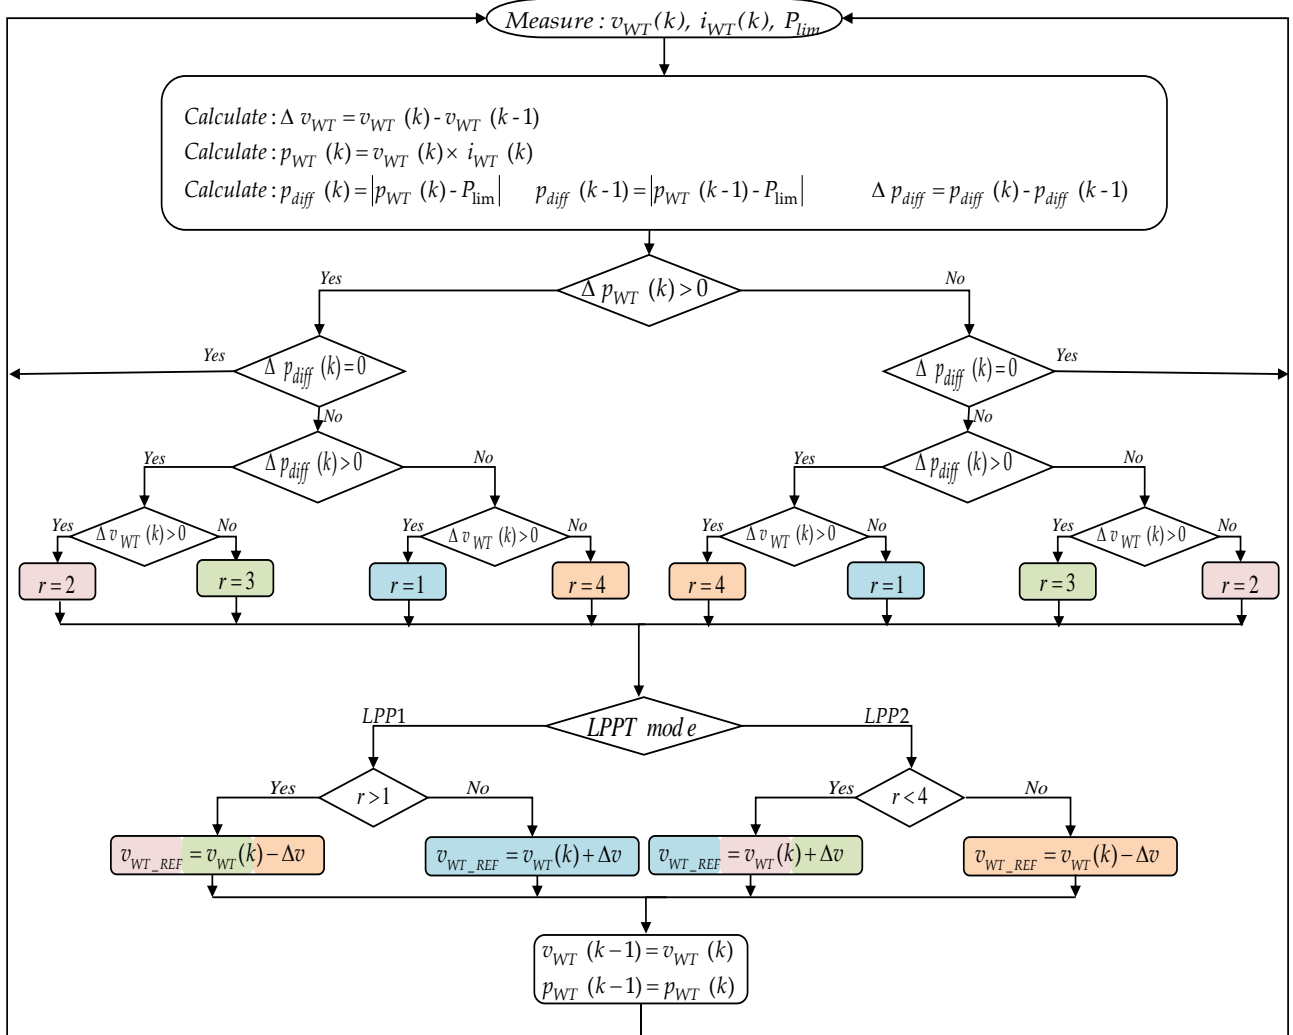 Measure : v_WT(k), i_WT(k), P_lim
Calculate : Δ v_WT = v_WT (k) - v_WT (k-1)
Calculate : p_WT (k) = v_WT (k) × i_WT (k)
Calculate : p_diff (k) = |p_WT (k) - P_lim| p_diff (k-1) = |p_WT (k-1) - P_lim| Δ p_diff = p_diff (k) - p_diff (k-1)
Yes No
Δ p_WT (k) > 0
Yes Yes
Δ p_diff (k) = 0 Δ p_diff (k) = 0
No No
Yes Δ p_diff (k) > 0 No Yes Δ p_diff (k) > 0 No
Yes Δ v_WT (k) > 0 No Yes Δ v_WT (k) > 0 No Yes Δ v_WT (k) > 0 No Yes Δ v_WT (k) > 0 No
r = 2 r = 3 r = 1 r = 4 r = 4 r = 1 r = 3 r = 2
LPP1 LPP2
LPPT mod e
Yes r > 1 No Yes r < 4 No
v_WT_REF = v_WT(k) − Δv v_WT_REF = v_WT(k) + Δv v_WT_REF = v_WT(k) + Δv v_WT_REF = v_WT(k) − Δv
v_WT (k − 1) = v_WT (k)
p_WT (k − 1) = p_WT (k)